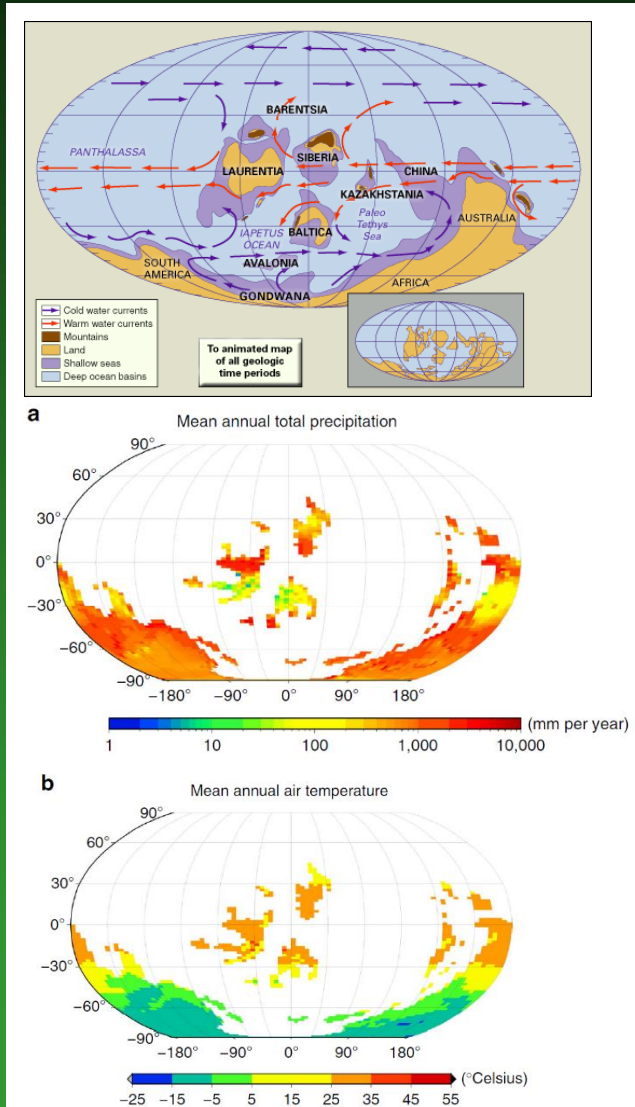 BARENTSIA
PANTHALASSA
SIBERIA
LAURENTIA
CHINA
KAZAKHSTANIA
AUSTRALIA
IAPETUS
OCEAN
BALTICA
Paleo
Tethys
Sea
AVALONIA
SOUTH
AMERICA
AFRICA
GONDWANA
Cold water currents
Warm water currents
Mountains
Land
Shallow seas
Deep ocean basins
To animated map
of all geologic
time periods
a
Mean annual total precipitation
90°
60°
30°
0°
−30°
−60°
−90°
−180° −90° 0° 90° 180°
(mm per year)
1 10 100 1,000 10,000
b
Mean annual air temperature
90°
60°
30°
0°
−30°
−60°
−90°
−180° −90° 0° 90° 180°
(°Celsius)
−25 −15 −5 5 15 25 35 45 55